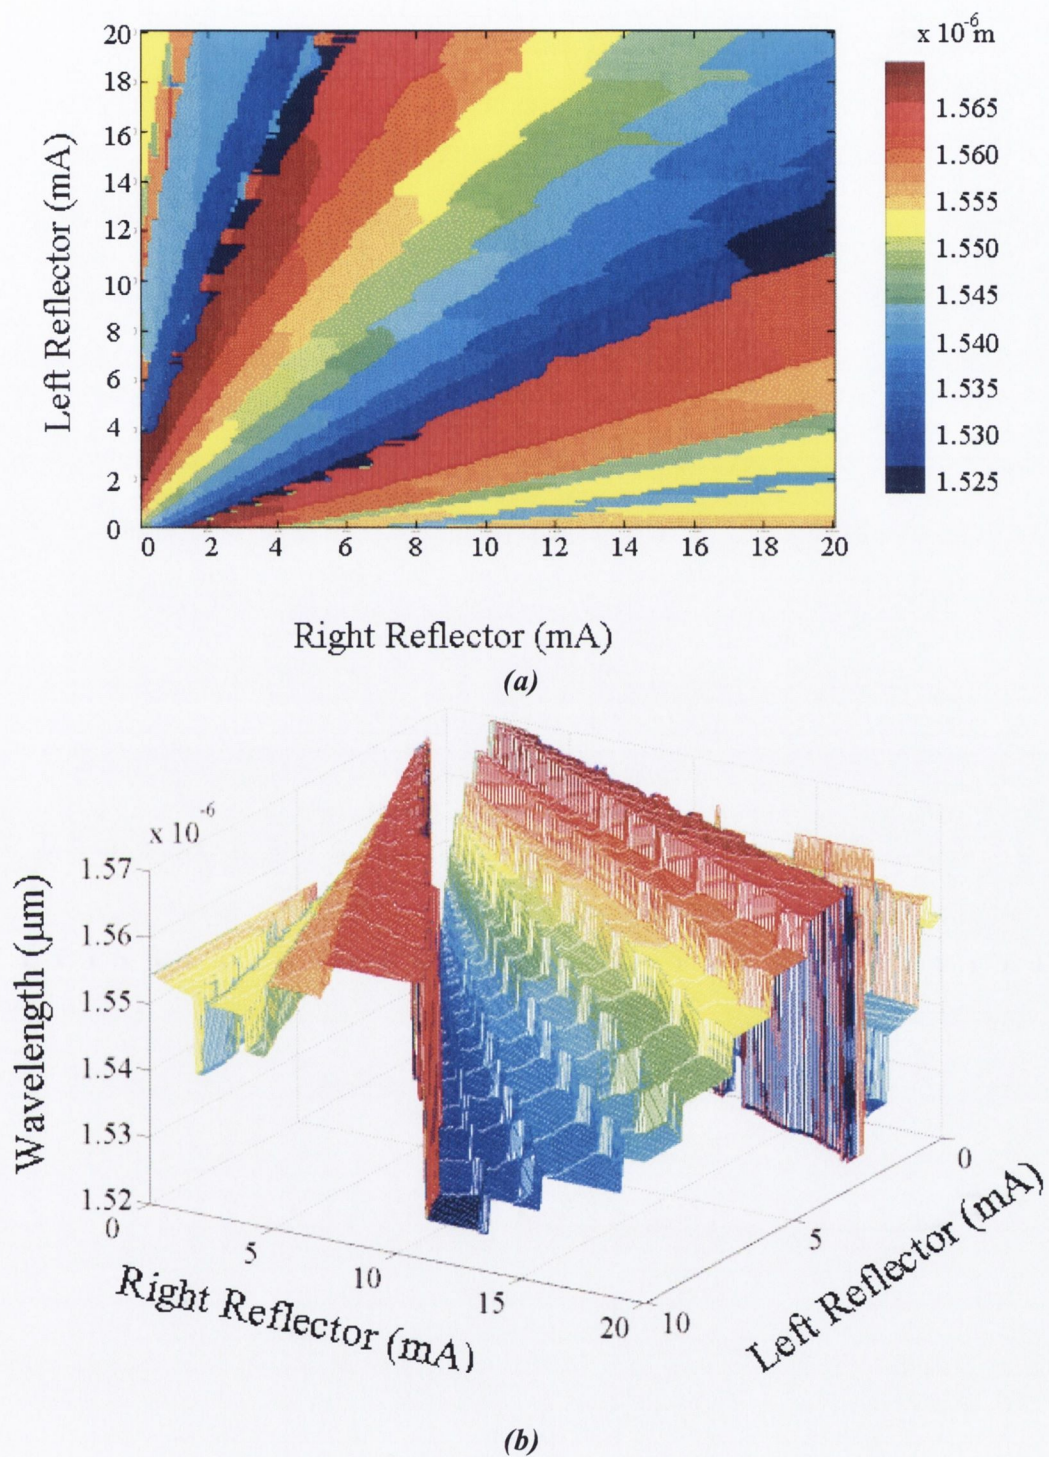 x 10⁻⁶ m
20
18
16
14
12
10
8
6
4
2
0
Left Reflector (mA)
1.565
1.560
1.555
1.550
1.545
1.540
1.535
1.530
1.525
0 2 4 6 8 10 12 14 16 18 20
Right Reflector (mA)
(a)
x 10⁻⁶
1.57
1.56
1.55
1.54
1.53
1.52
Wavelength (µm)
0 5 10 15 20
Right Reflector (mA)
10 5 0
Left Reflector (mA)
(b)